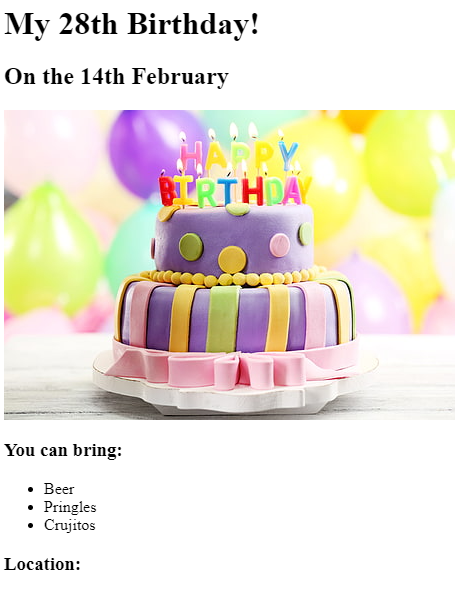 My 28th Birthday!
On the 14th February
HAPPY
BIRTHDAY
You can bring:
Beer
Pringles
Crujitos
Location: